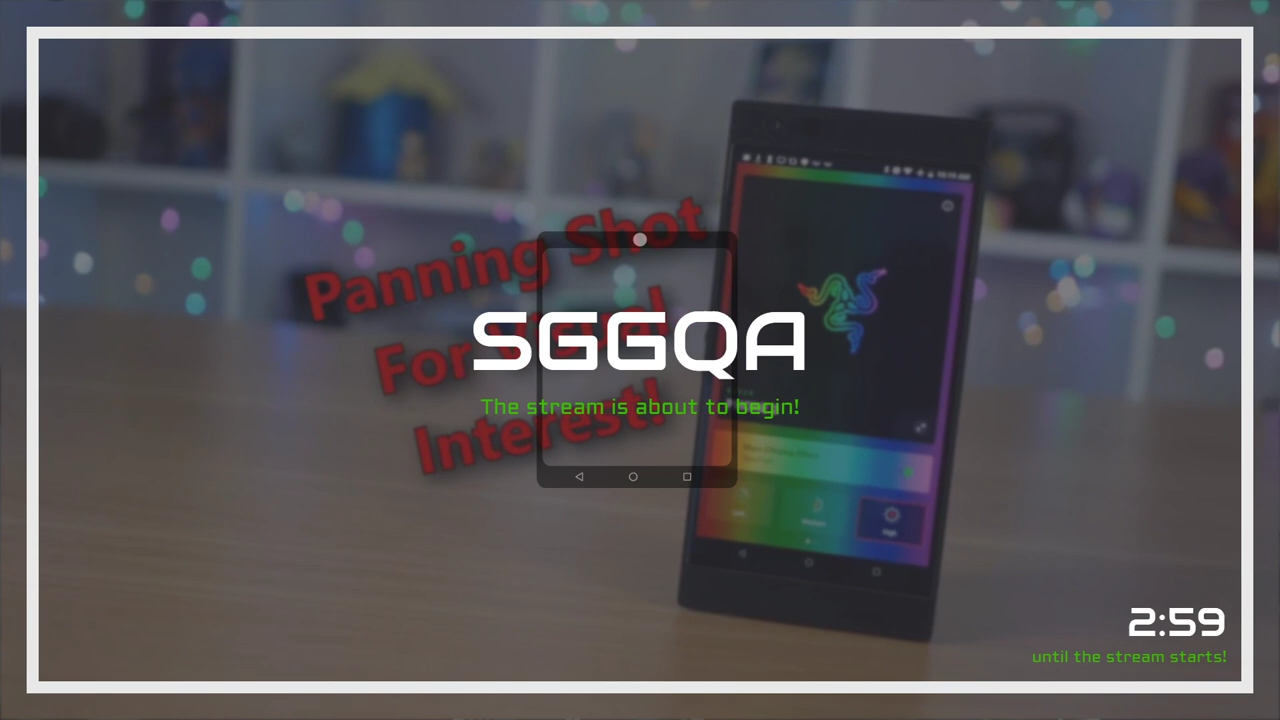 Panning Shot
For Visual
Interest!
SGGQA
The stream is about to begin!
2:59
until the stream starts!